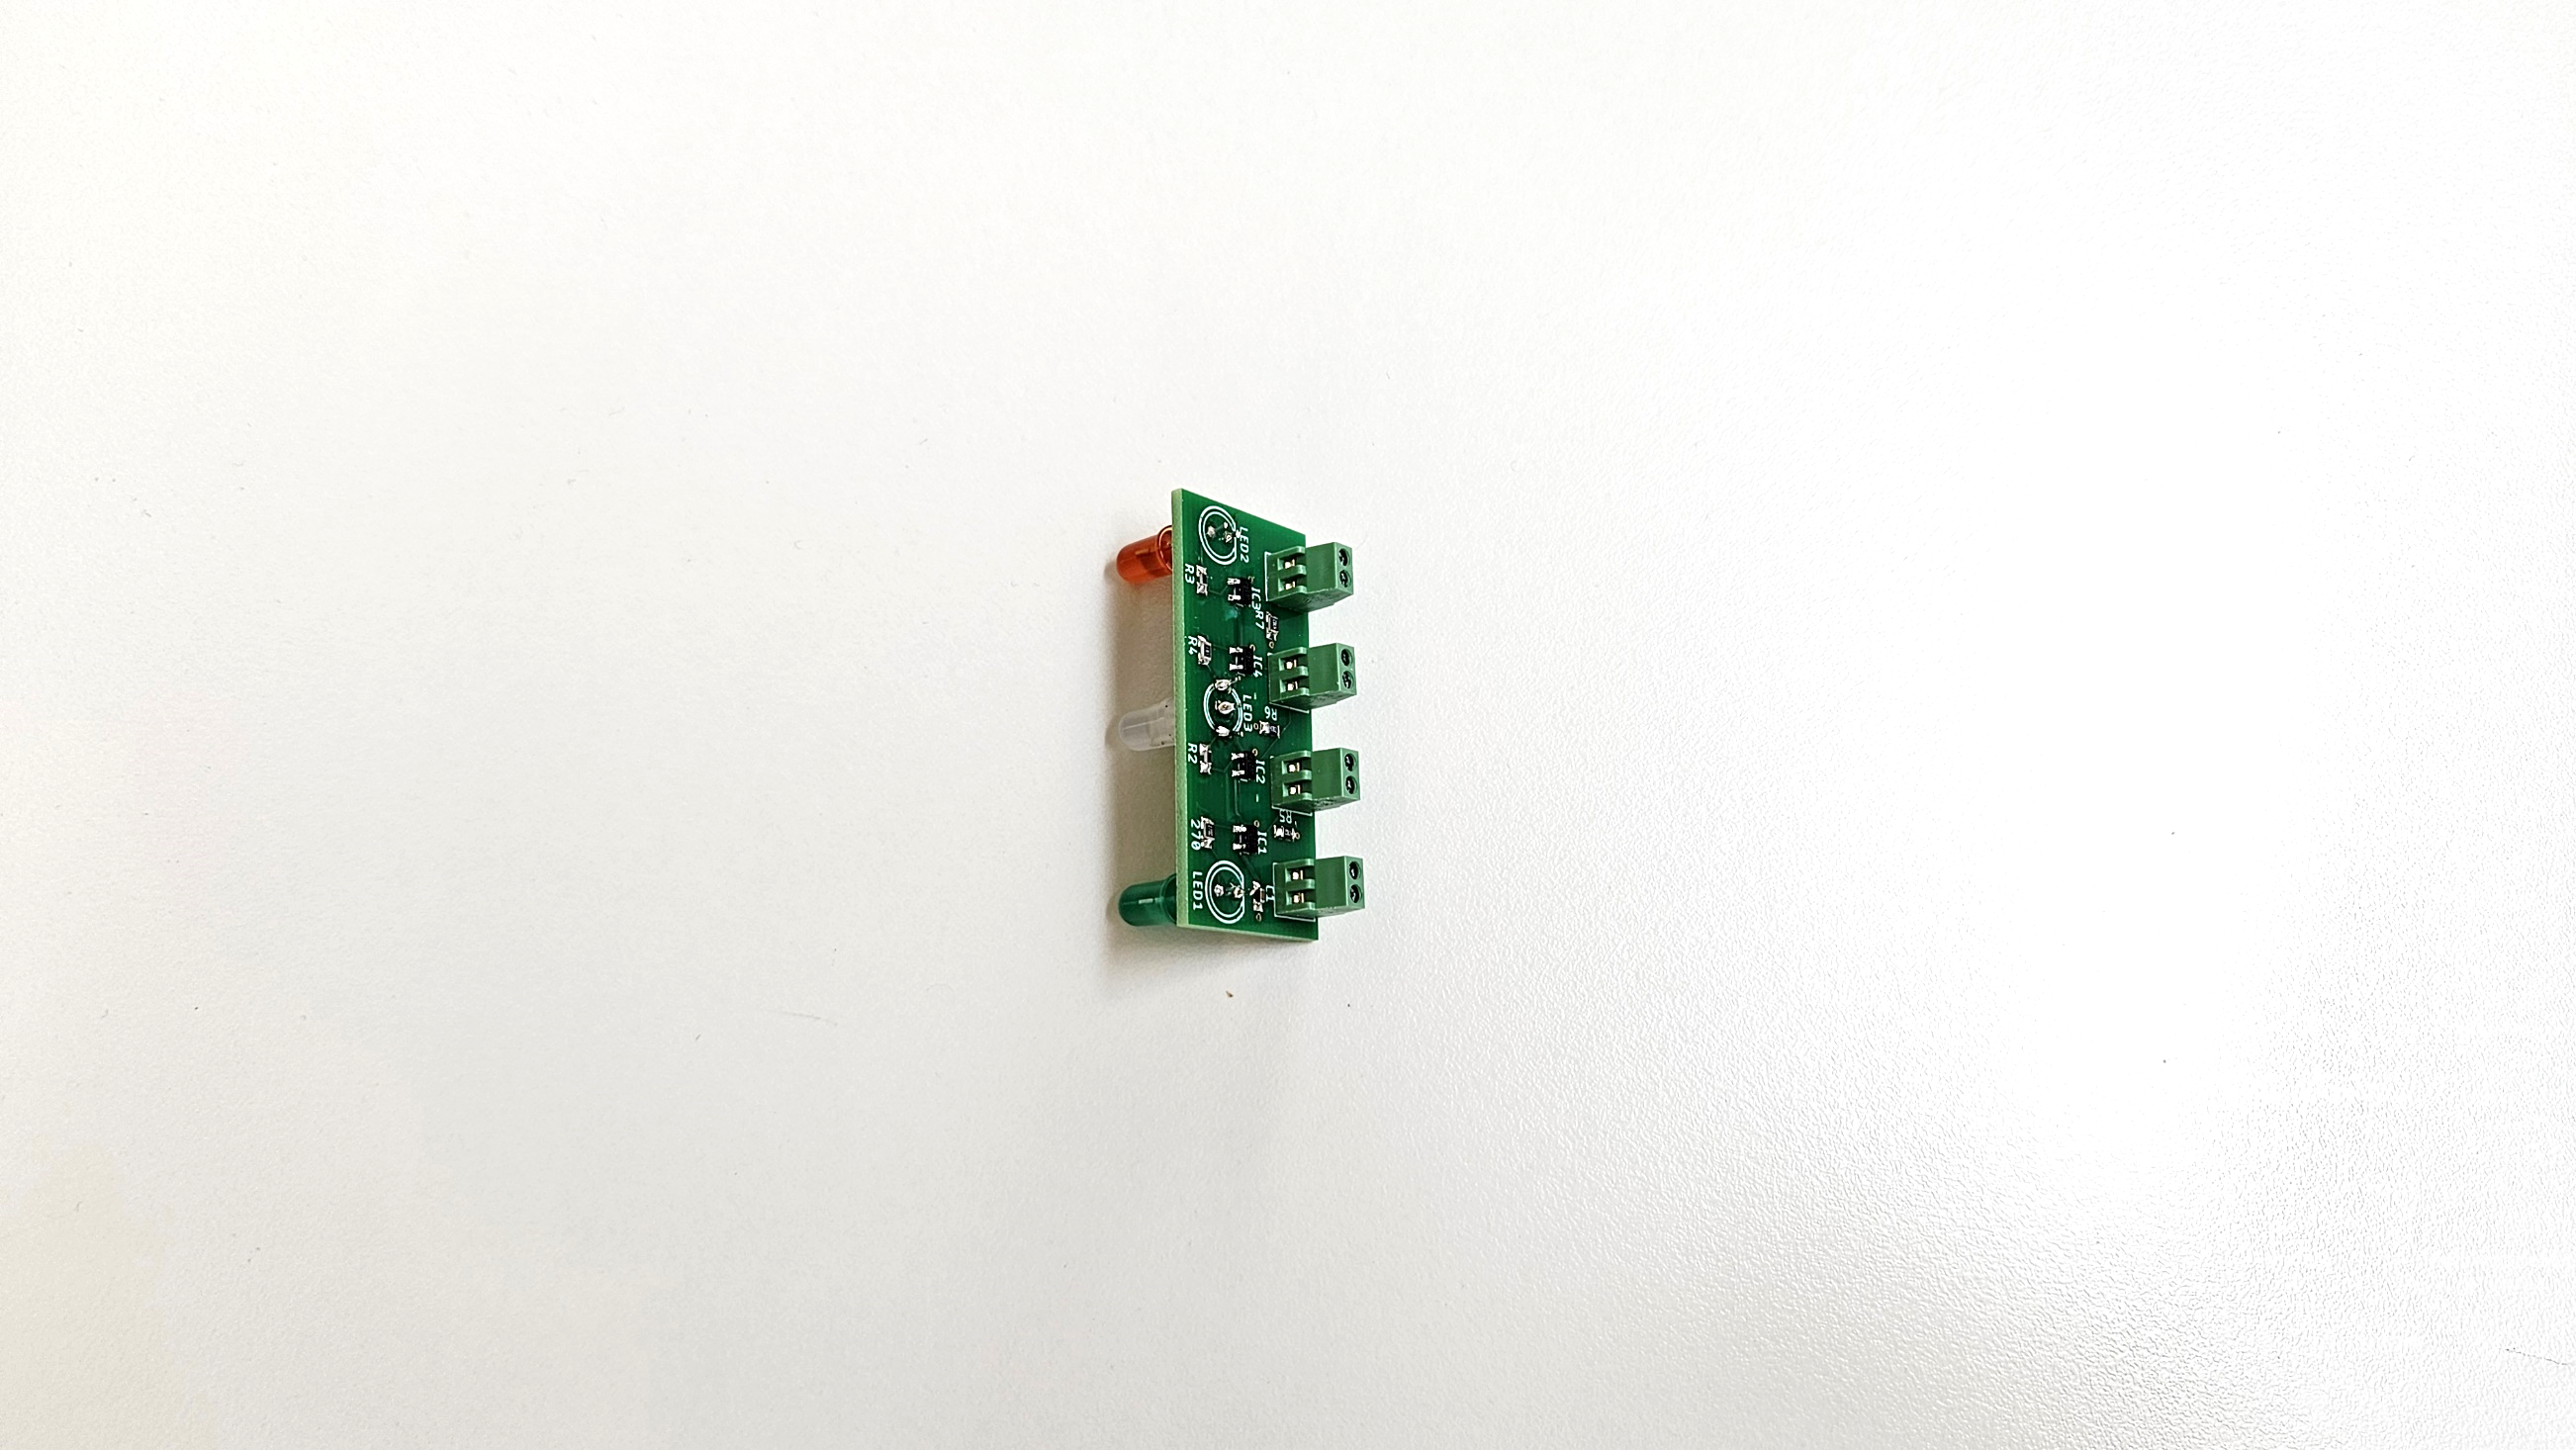 LED2
R3
IC3
R7
R4
IC4
LED3
R6
R2
IC2
R5
270
IC1
LED1
C1